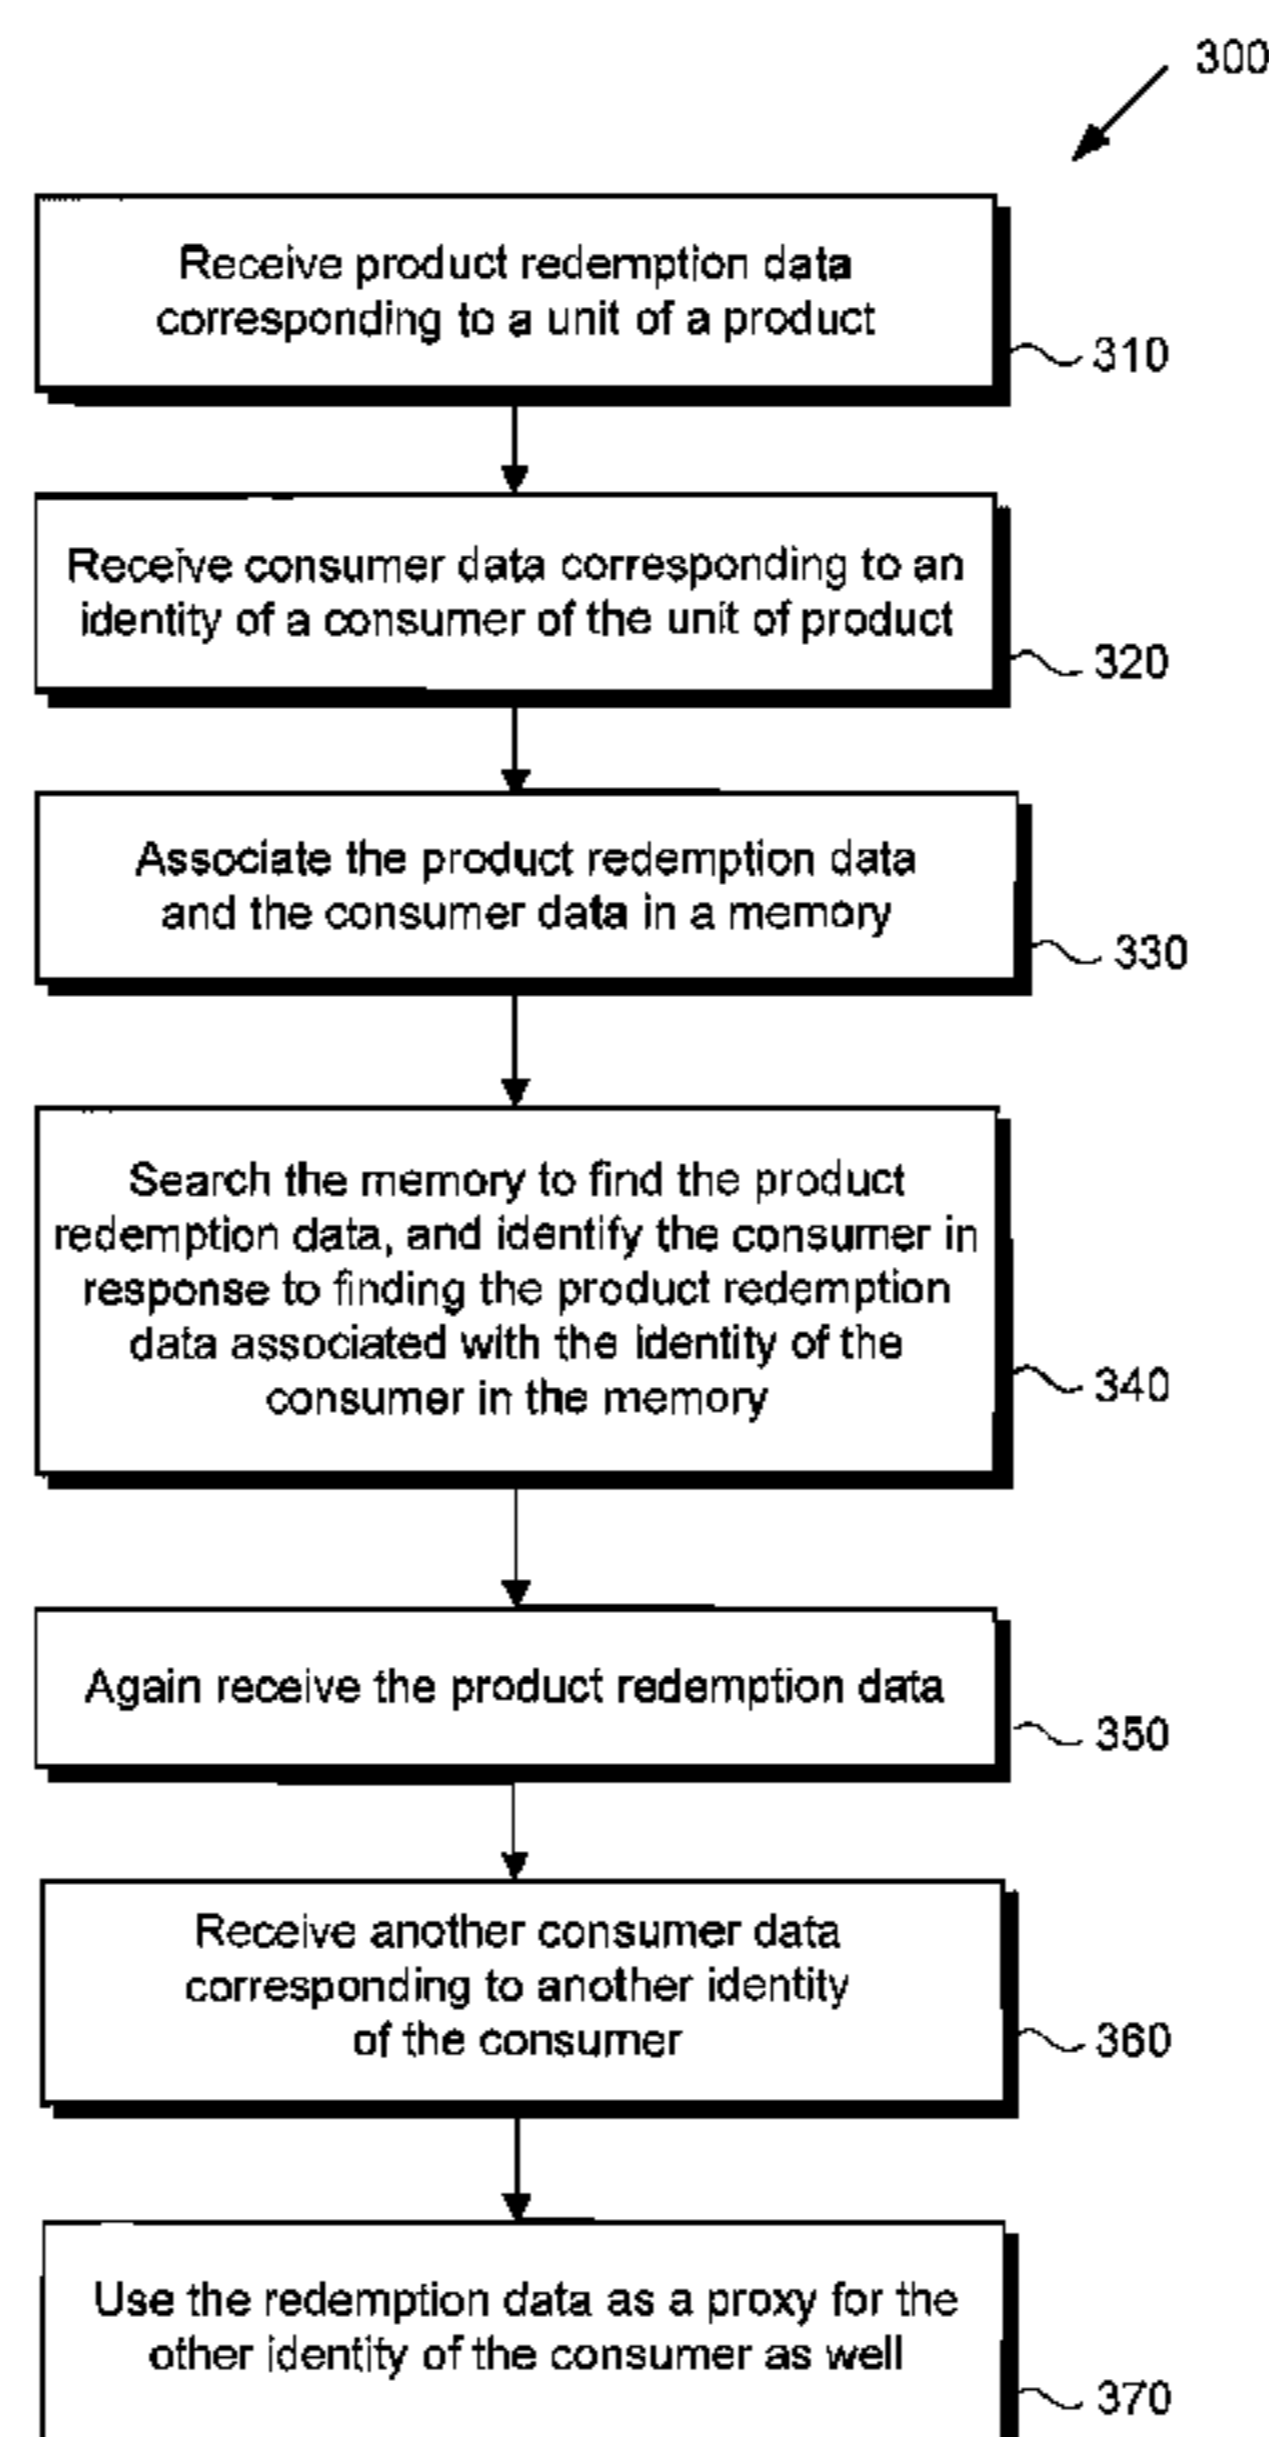 300
Receive product redemption data
corresponding to a unit of a product
310
Receive consumer data corresponding to an
identity of a consumer of the unit of product
320
Associate the product redemption data
and the consumer data in a memory
330
Search the memory to find the product
redemption data, and identify the consumer in
response to finding the product redemption
data associated with the identity of the
consumer in the memory
340
Again receive the product redemption data
350
Receive another consumer data
corresponding to another identity
of the consumer
360
Use the redemption data as a proxy for the
other identity of the consumer as well
370